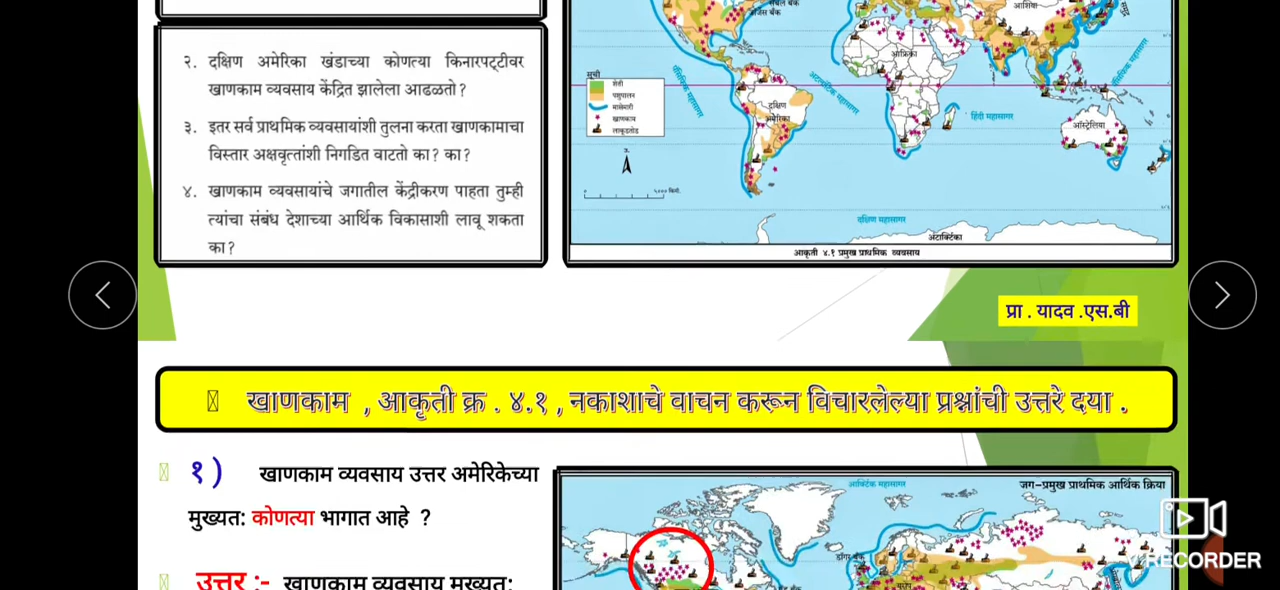 २. दक्षिण अमेरिका खंडाच्या कोणत्या किनारपट्टीवर
खाणकाम व्यवसाय केंद्रित झालेला आढळतो?
३. इतर सर्व प्राथमिक व्यवसायांशी तुलना करता खाणकामाचा
विस्तार अक्षवृत्तांशी निगडित वाटतो का? का?
४. खाणकाम व्यवसायांचे जगातील केंद्रीकरण पाहता तुम्ही
त्यांचा संबंध देशाच्या आर्थिक विकासाशी लावू शकता
का?
आशिया
आफ्रिका
पॅसिफिक महासागर
अटलांटिक महासागर
दक्षिण
अमेरिका
हिंदी महासागर
ऑस्ट्रेलिया
सूची
शेती
पशुपालन
मासेमारी
खाणकाम
लाकूडतोड
उ.
दक्षिण महासागर
अंटार्क्टिका
आकृती ४.१ प्रमुख प्राथमिक व्यवसाय
प्रा . यादव .एस.बी
खाणकाम , आकृती क्र . ४.१ , नकाशाचे वाचन करून विचारलेल्या प्रश्नांची उत्तरे दया .
१ ) खाणकाम व्यवसाय उत्तर अमेरिकेच्या
मुख्यत: कोणत्या भागात आहे ?
उत्तर :- खाणकाम व्यवसाय मुख्यत:
आर्क्टिक महासागर
जग-प्रमुख प्राथमिक आर्थिक क्रिया
डॉगर बँक
युरोप
V RECORDER